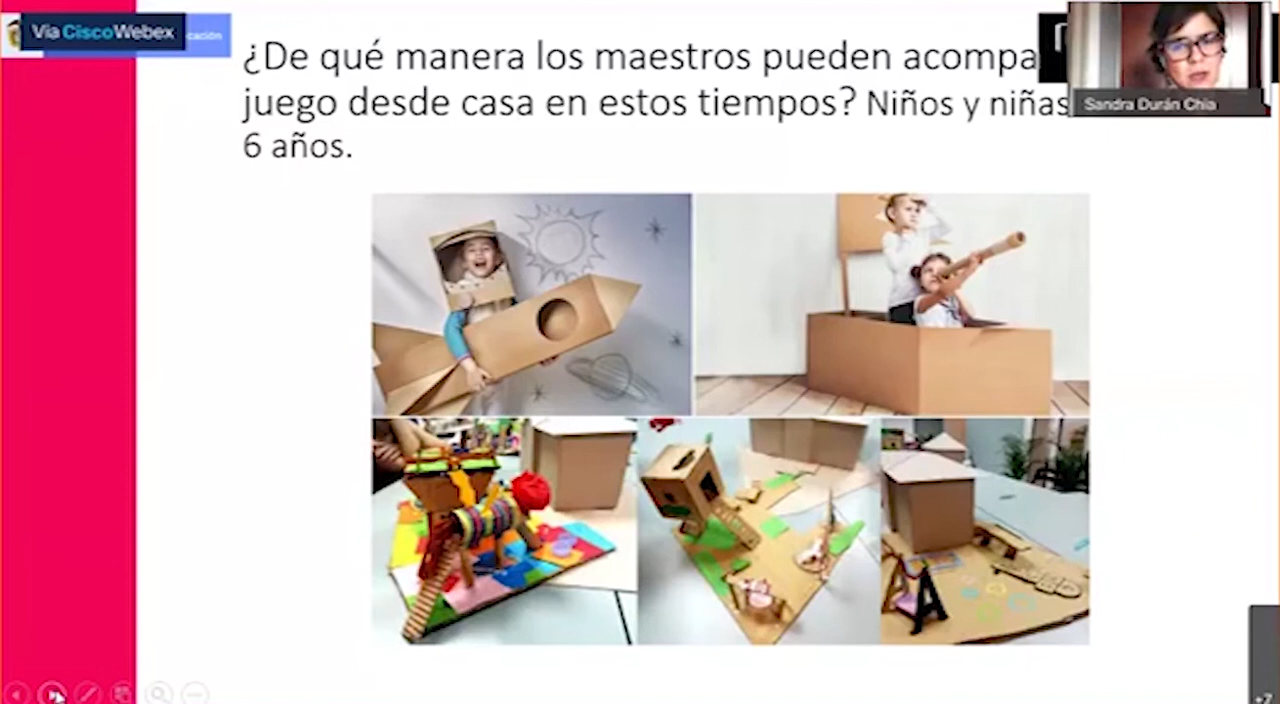 Vía CiscoWebex
cación
¿De qué manera los maestros pueden acompa
juego desde casa en estos tiempos? Niños y niñas
6 años.
Sandra Durán Chia
+7